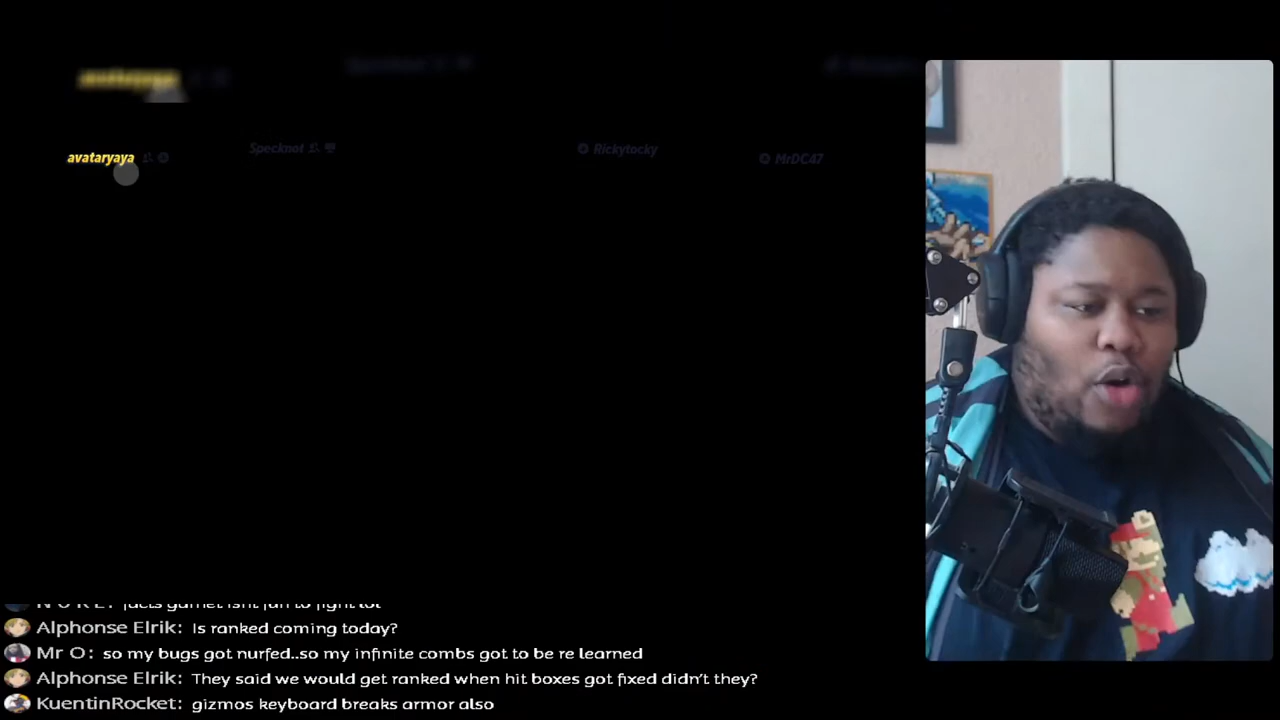 avataryaya
Specknot
Rickytocky
MrDC47
Alphonse Elrik: Is ranked coming today?
Mr O: so my bugs got nurfed..so my infinite combs got to be re learned
Alphonse Elrik: They said we would get ranked when hit boxes got fixed didn't they?
KuentinRocket: gizmos keyboard breaks armor also